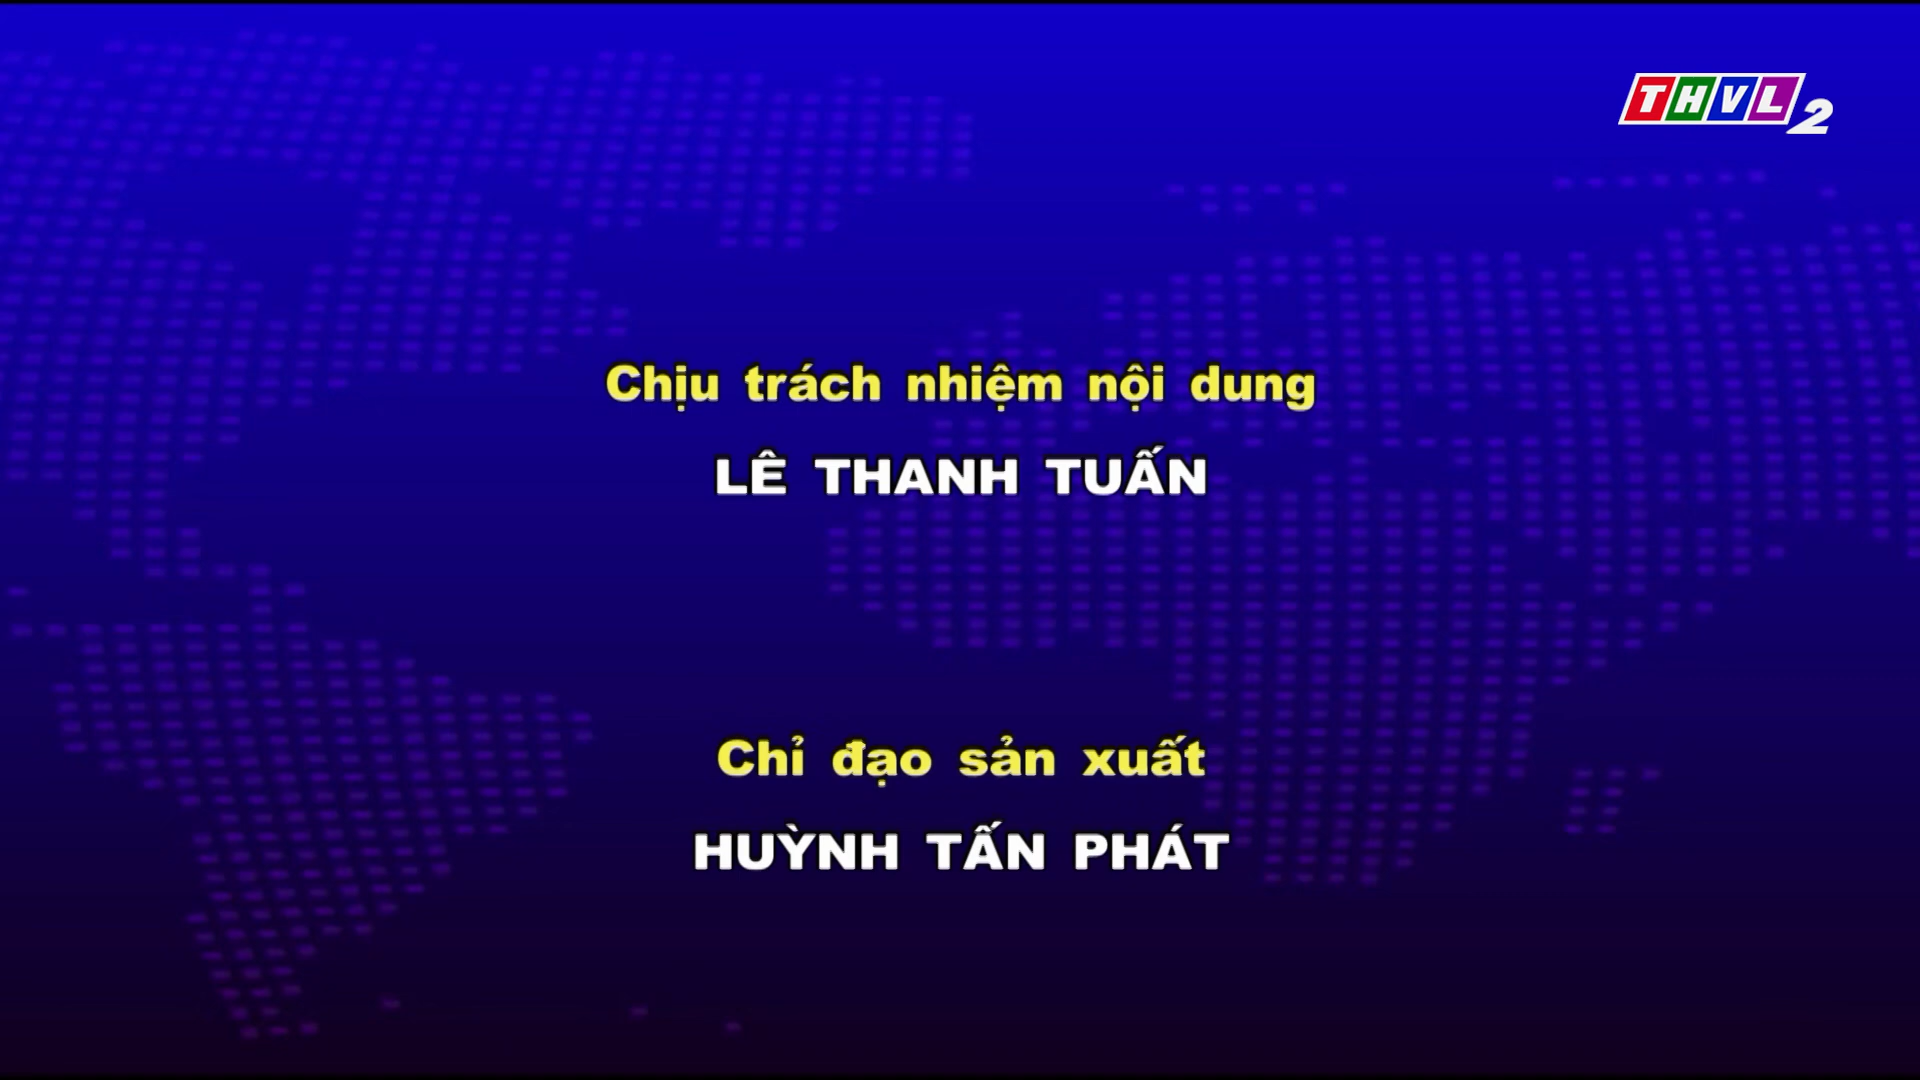 THVL2
Chịu trách nhiệm nội dung
LÊ THANH TUẤN
Chỉ đạo sản xuất
HUỲNH TẤN PHÁT